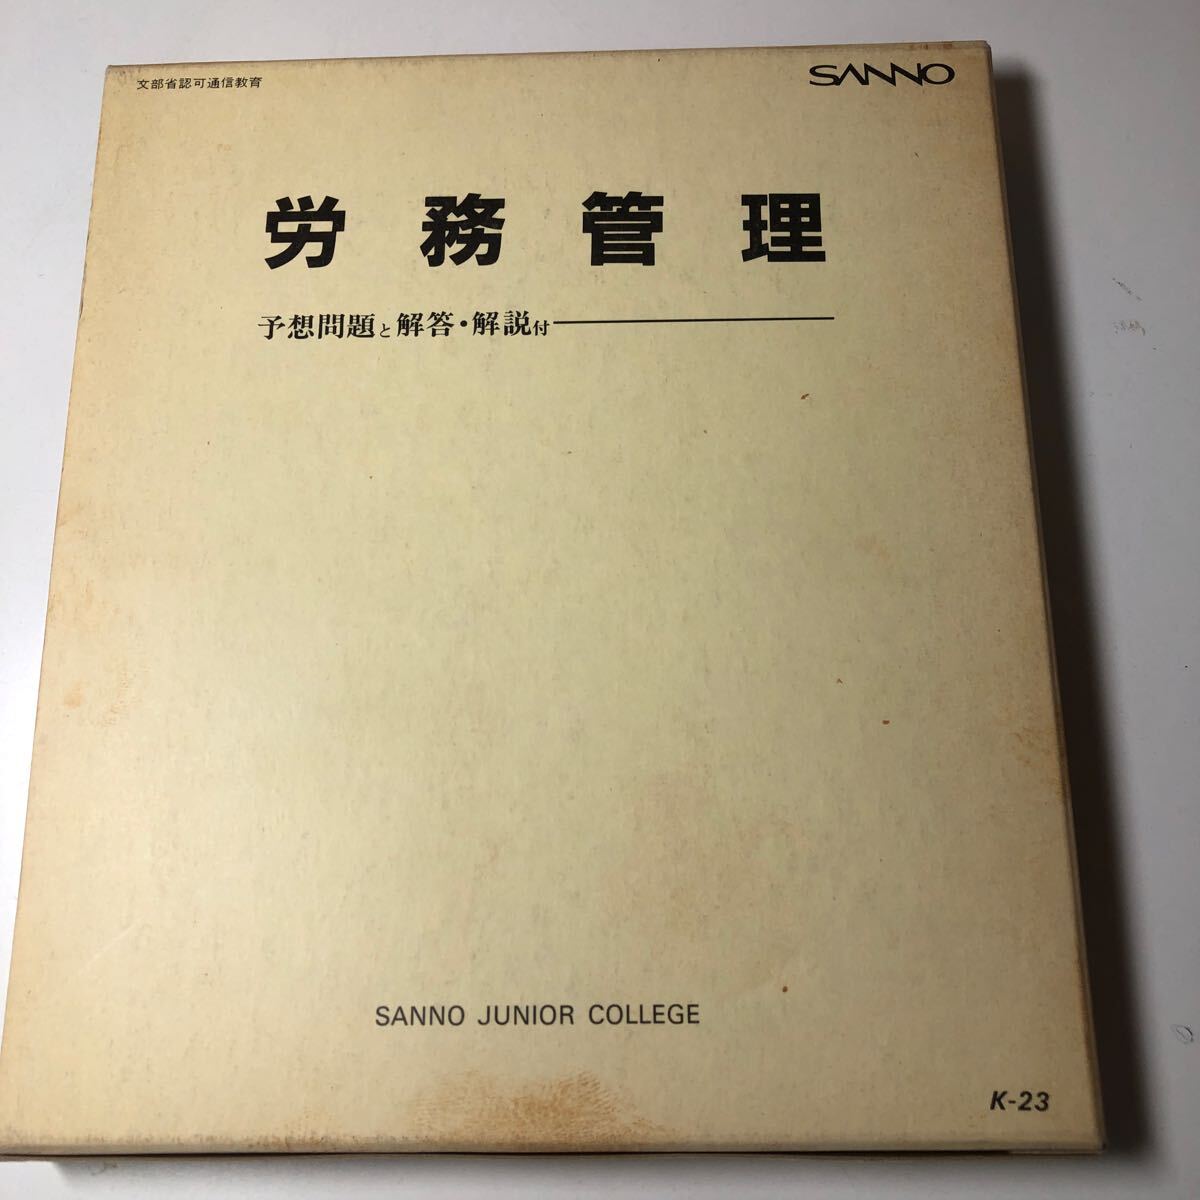 文部省認可通信教育
SANNO
労務管理
予想問題と解答・解説付
SANNO JUNIOR COLLEGE
K-23